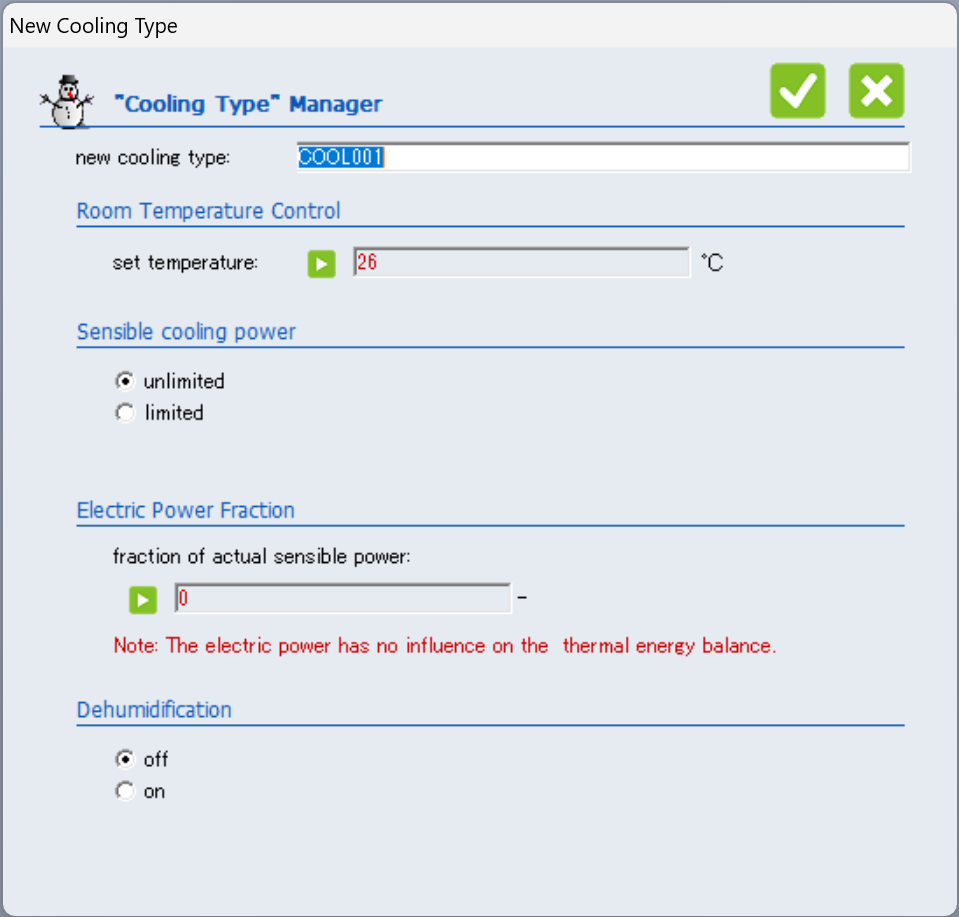 New Cooling Type
"Cooling Type" Manager
new cooling type: COOL001
Room Temperature Control
set temperature: 26 °C
Sensible cooling power
unlimited
limited
Electric Power Fraction
fraction of actual sensible power:
0 -
Note: The electric power has no influence on the  thermal energy balance.
Dehumidification
off
on